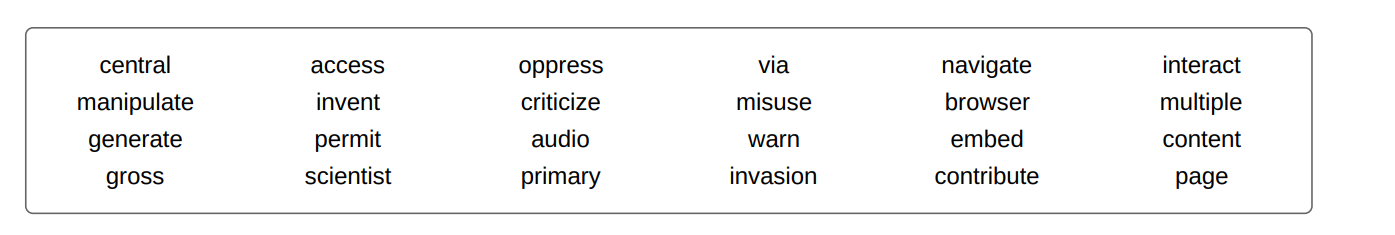 central access oppress via navigate interact
manipulate invent criticize misuse browser multiple
generate permit audio warn embed content
gross scientist primary invasion contribute page